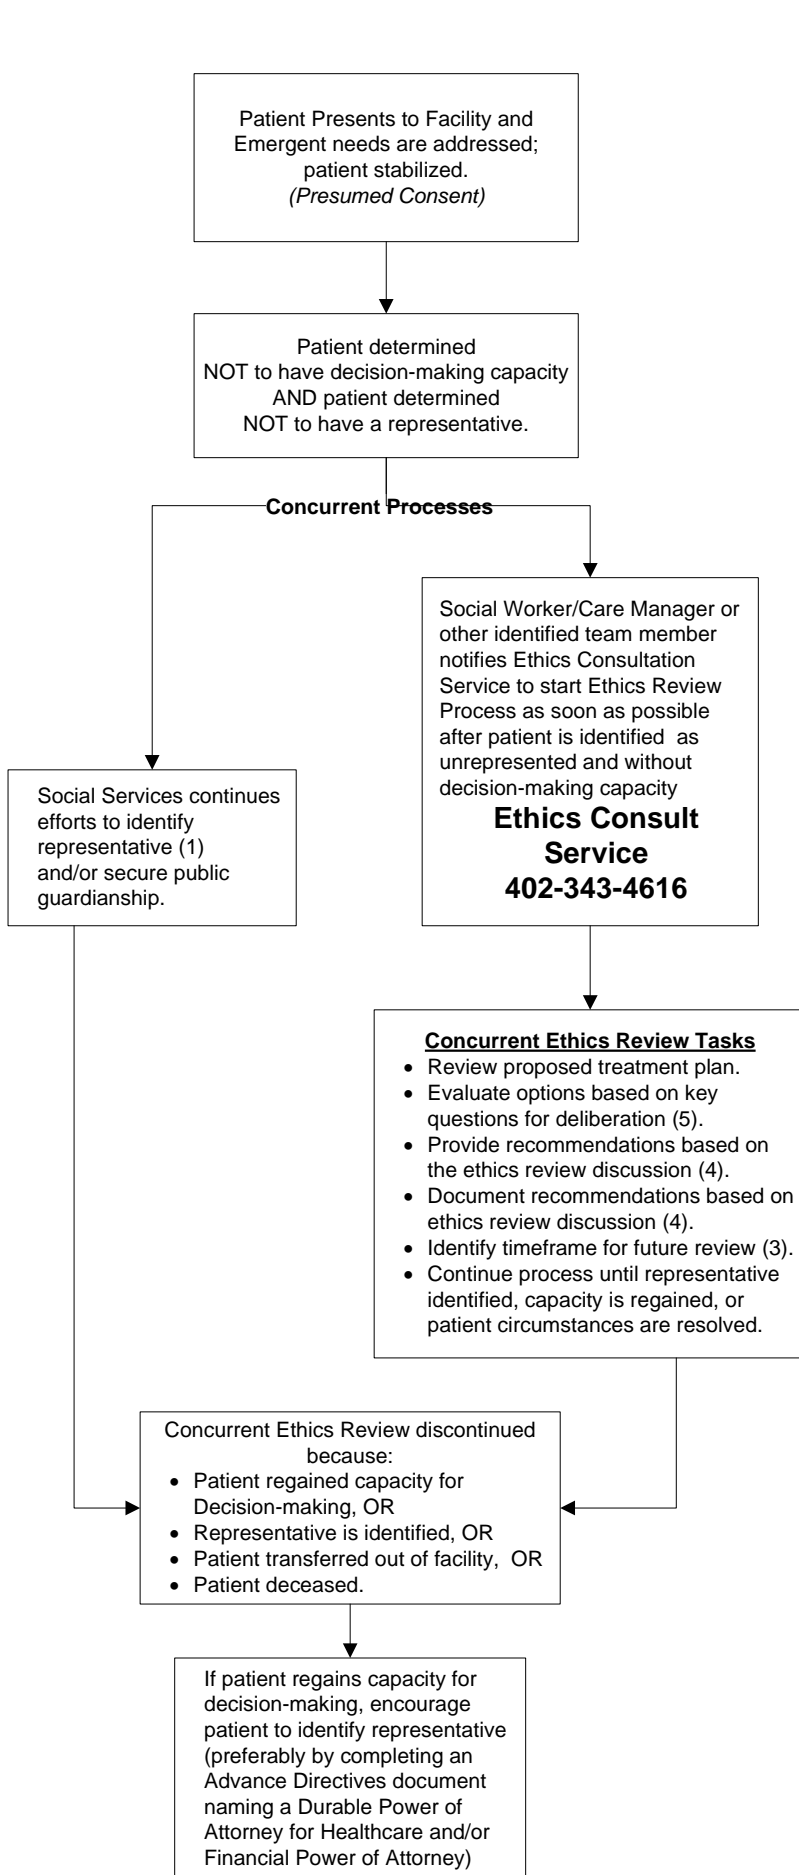 Patient Presents to Facility and
Emergent needs are addressed;
patient stabilized.
(Presumed Consent)
Patient determined
NOT to have decision-making capacity
AND patient determined
NOT to have a representative.
Concurrent Processes
Social Worker/Care Manager or
other identified team member
notifies Ethics Consultation
Service to start Ethics Review
Process as soon as possible
after patient is identified as
unrepresented and without
decision-making capacity
Ethics Consult
Service
402-343-4616
Social Services continues
efforts to identify
representative (1)
and/or secure public
guardianship.
Concurrent Ethics Review Tasks
• Review proposed treatment plan.
• Evaluate options based on key
questions for deliberation (5).
• Provide recommendations based on
the ethics review discussion (4).
• Document recommendations based on
ethics review discussion (4).
• Identify timeframe for future review (3).
• Continue process until representative
identified, capacity is regained, or
patient circumstances are resolved.
Concurrent Ethics Review discontinued
because:
• Patient regained capacity for
Decision-making, OR
• Representative is identified, OR
• Patient transferred out of facility, OR
• Patient deceased.
If patient regains capacity for
decision-making, encourage
patient to identify representative
(preferably by completing an
Advance Directives document
naming a Durable Power of
Attorney for Healthcare and/or
Financial Power of Attorney)